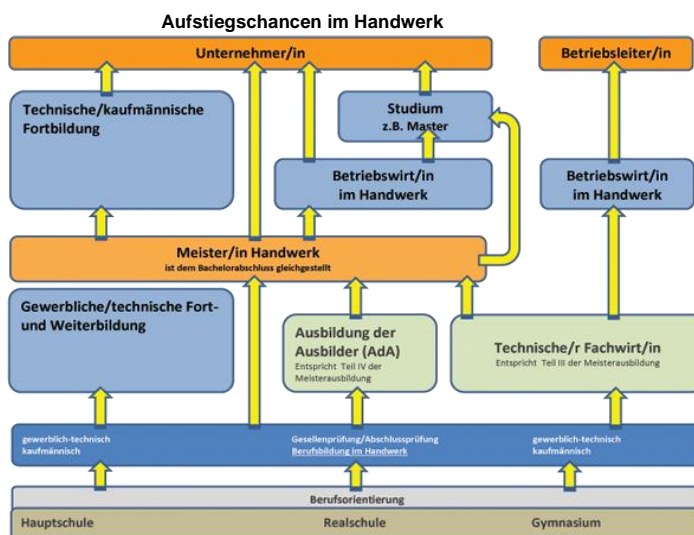 Aufstiegschancen im Handwerk
Unternehmer/in
Betriebsleiter/in
Technische/kaufmännische
Fortbildung
Studium
z.B. Master
Betriebswirt/in
im Handwerk
Betriebswirt/in
im Handwerk
Meister/in Handwerk
ist dem Bachelorabschluss gleichgestellt
Gewerbliche/technische Fort-
und Weiterbildung
Ausbildung der
Ausbilder (AdA)
Entspricht Teil IV der
Meisterausbildung
Technische/r Fachwirt/in
Entspricht Teil III der Meisterausbildung
gewerblich-technisch
kaufmännisch
Gesellenprüfung/Abschlussprüfung
Berufsbildung im Handwerk
gewerblich-technisch
kaufmännisch
Berufsorientierung
Hauptschule
Realschule
Gymnasium